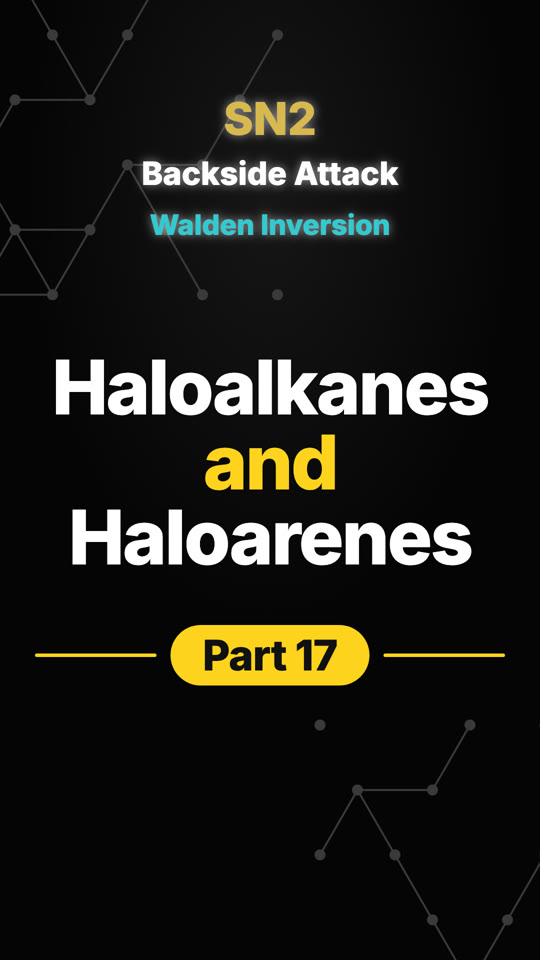 SN2
Backside Attack
Walden Inversion
Haloalkanes
and
Haloarenes
Part 17